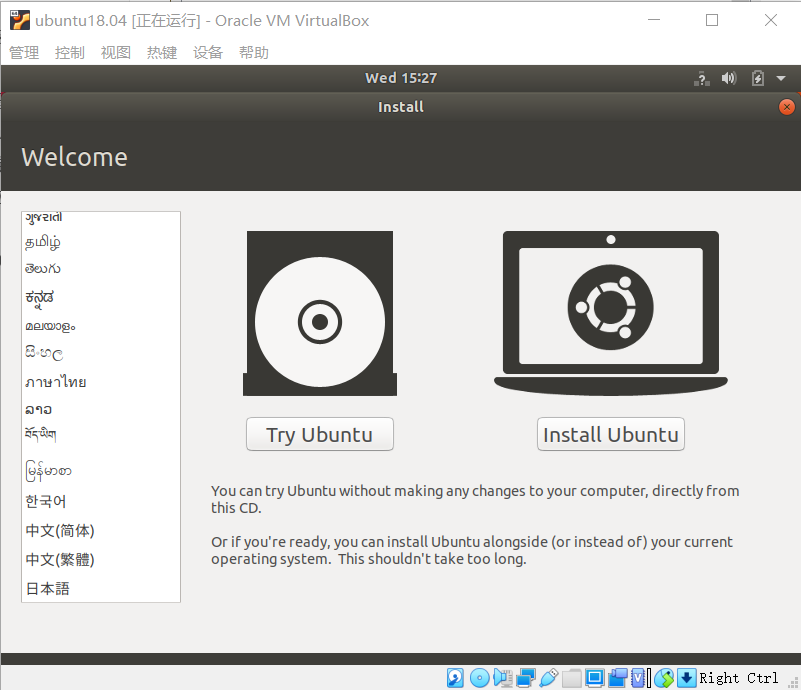 ubuntu18.04 [正在运行] - Oracle VM VirtualBox
管理 控制 视图 热键 设备 帮助
Wed 15:27
Install
Welcome
ગુજરાતી
தமிழ்
తెలుగు
ಕನ್ನಡ
മലയാളം
සිංහල
ภาษาไทย
ລາວ
བོད་ཡིག
မြန်မာစာ
한국어
中文(简体)
中文(繁體)
日本語
Try Ubuntu
Install Ubuntu
You can try Ubuntu without making any changes to your computer, directly from
this CD.
Or if you're ready, you can install Ubuntu alongside (or instead of) your current
operating system. This shouldn't take too long.
Right Ctrl